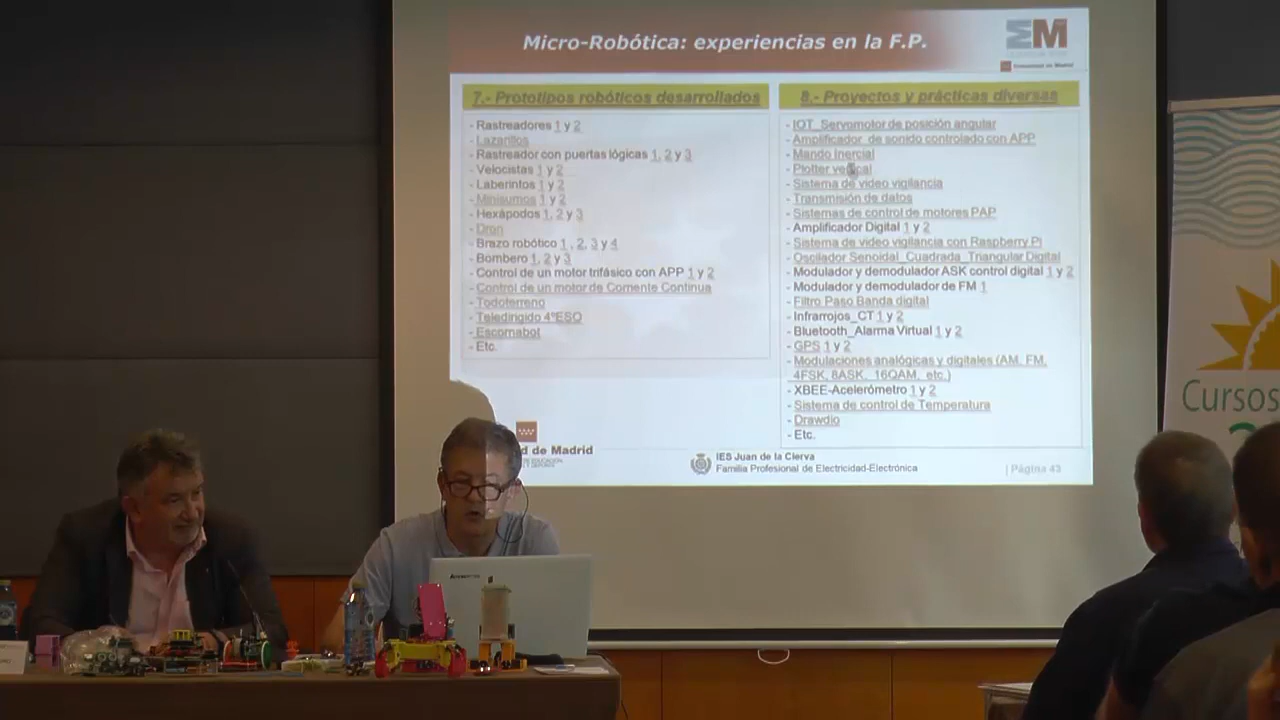 Micro-Robótica: experiencias en la F.P.
EM
Comunidad de Madrid
7.- Prototipos robóticos desarrollados
- Rastreadores 1 y 2
- Lazarillos
- Rastreador con puertas lógicas 1, 2 y 3
- Velocistas 1 y 2
- Laberintos 1 y 2
- Minisumos 1 y 2
- Hexápodos 1, 2 y 3
- Dron
- Brazo robótico 1 , 2, 3 y 4
- Bombero 1, 2 y 3
- Control de un motor trifásico con APP 1 y 2
- Control de un motor de Corriente Continua
- Todoterreno
- Teledirigido 4ºESO
- Escornabot
- Etc.
8.- Proyectos y prácticas diversas
- IOT_Servomotor de posición angular
- Amplificador de sonido controlado con APP
- Mando Inercial
- Plotter vertical
- Sistema de video vigilancia
- Transmisión de datos
- Sistemas de control de motores PAP
- Amplificador Digital 1 y 2
- Sistema de video vigilancia con Raspberry Pi
- Oscilador Senoidal_Cuadrada_Triangular Digital
- Modulador y demodulador ASK control digital 1 y 2
- Modulador y demodulador de FM 1
- Filtro Paso Banda digital
- Infrarrojos_CT 1 y 2
- Bluetooth_Alarma Virtual 1 y 2
- GPS 1 y 2
- Modulaciones analógicas y digitales (AM, FM,
4FSK, 8ASK, 16QAM, etc.)
- XBEE-Acelerómetro 1 y 2
- Sistema de control de Temperatura
- Drawdio
- Etc.
d de Madrid
IES Juan de la Cierva
Familia Profesional de Electricidad-Electrónica
| Página 43
Cursos